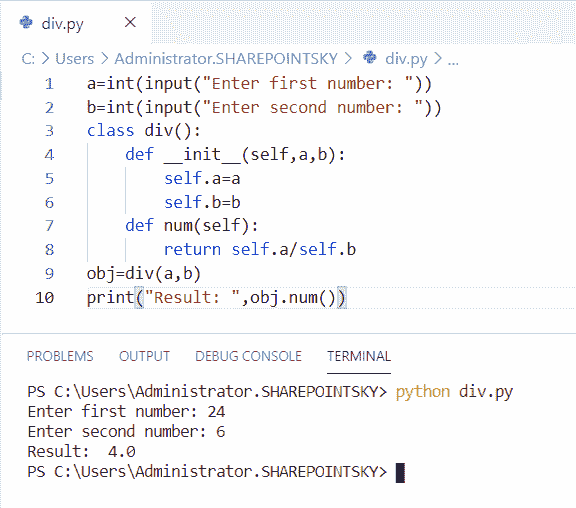 div.py
C: > Users > Administrator.SHAREPOINTSKY > div.py > ...
1 a=int(input("Enter first number: "))
2 b=int(input("Enter second number: "))
3 class div():
4     def __init__(self,a,b):
5         self.a=a
6         self.b=b
7     def num(self):
8         return self.a/self.b
9 obj=div(a,b)
10 print("Result: ",obj.num())
PROBLEMS OUTPUT DEBUG CONSOLE TERMINAL
PS C:\Users\Administrator.SHAREPOINTSKY> python div.py
Enter first number: 24
Enter second number: 6
Result:  4.0
PS C:\Users\Administrator.SHAREPOINTSKY>